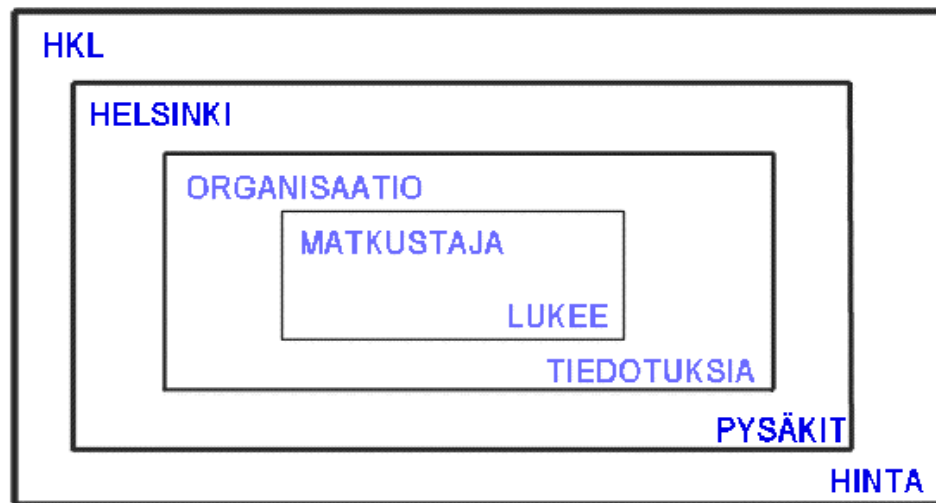 HKL
HELSINKI
ORGANISAATIO
MATKUSTAJA
LUKEE
TIEDOTUKSIA
PYSÄKIT
HINTA